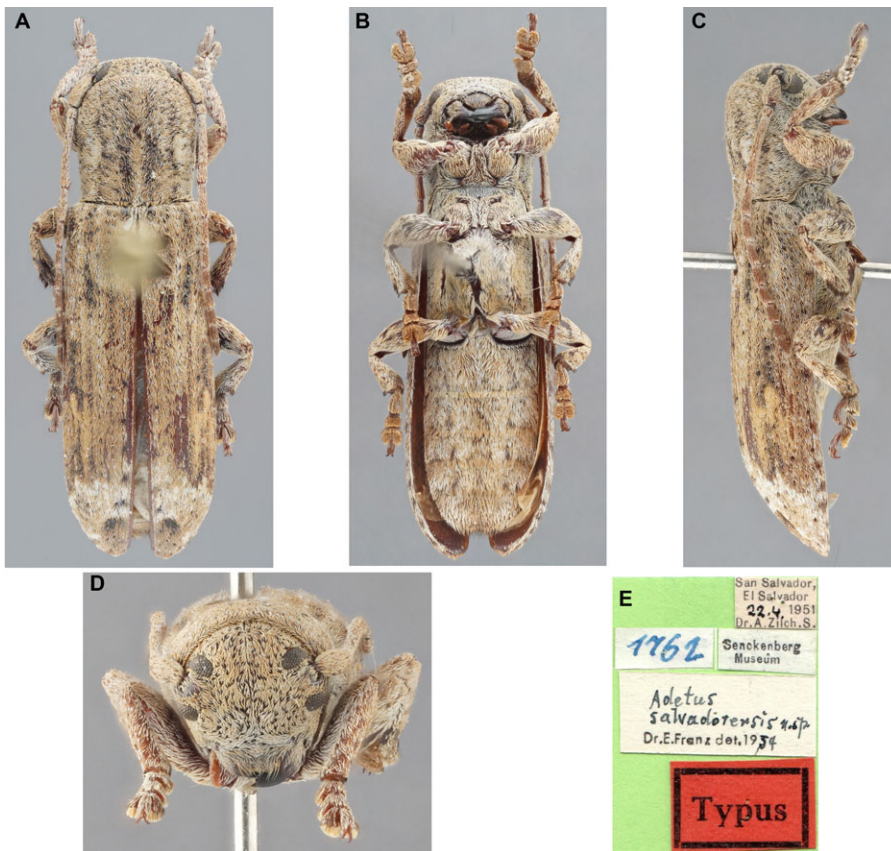 A
B
C
D
E
San Salvador,
El Salvador
22.4. 1951
Dr. A. Zilch. S.
1762
Senckenberg
Museum
Adetus
salvadorensis n.sp.
Dr. E. Franz det. 1954
Typus